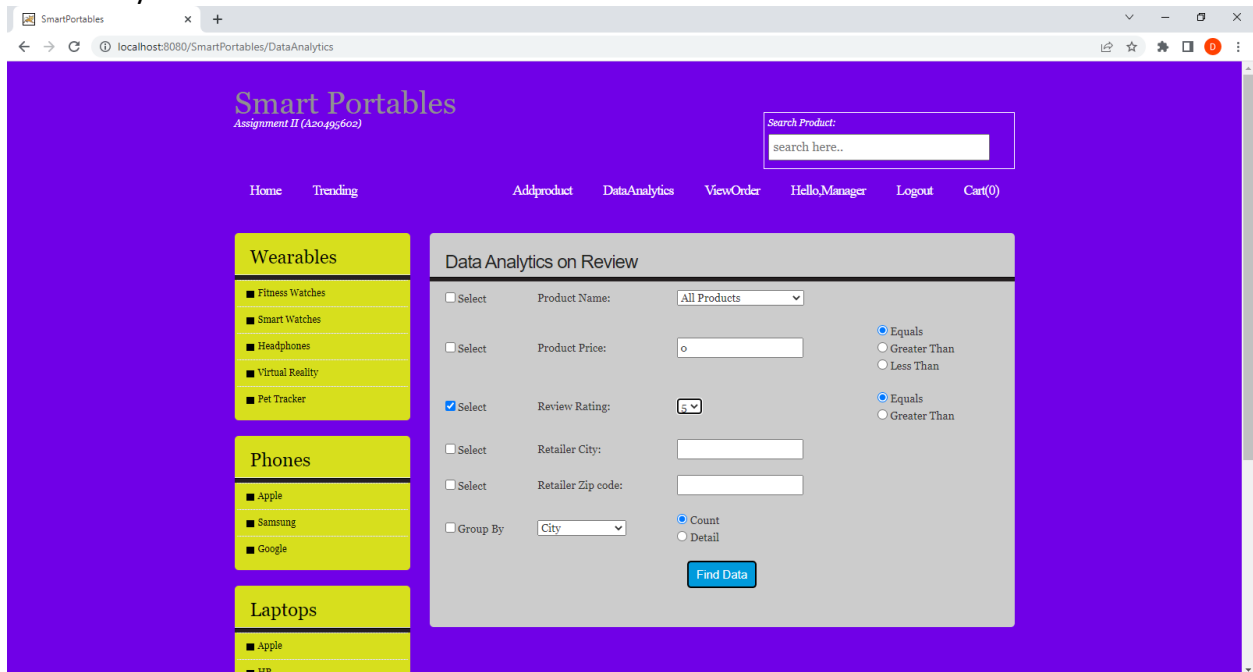 SmartPortables
localhost:8080/SmartPortables/DataAnalytics
D
Smart Portables
Assignment II (A20495602)
Search Product:
search here..
Home Trending Addproduct DataAnalytics ViewOrder Hello,Manager Logout Cart(0)
Wearables
Fitness Watches
Smart Watches
Headphones
Virtual Reality
Pet Tracker
Phones
Apple
Samsung
Google
Laptops
Apple
Data Analytics on Review
Select Product Name: All Products
Select Product Price: 0
Equals
Greater Than
Less Than
Select Review Rating: 5
Equals
Greater Than
Select Retailer City:
Select Retailer Zip code:
Group By City
Count
Detail
Find Data